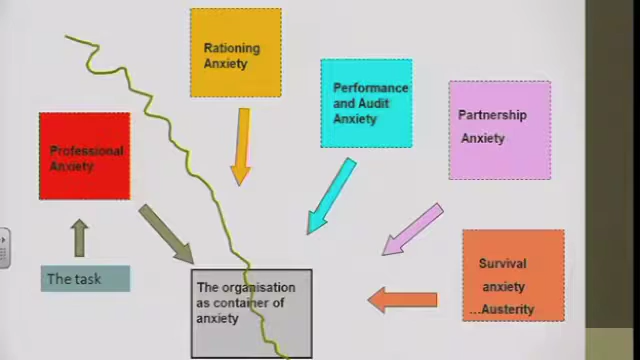 Rationing
Anxiety
Performance
and Audit
Anxiety
Partnership
Anxiety
Professional
Anxiety
Survival
anxiety
...Austerity
The task
The organisation
as container of
anxiety